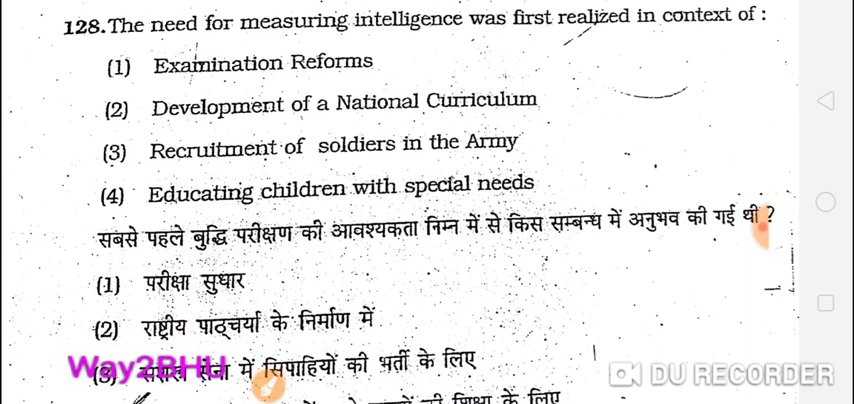 128. The need for measuring intelligence was first realized in context of :
(1) Examination Reforms
(2) Development of a National Curriculum
(3) Recruitment of soldiers in the Army
(4) Educating children with special needs
सबसे पहले बुद्धि परीक्षण की आवश्यकता निम्न में से किस सम्बन्ध में अनुभव की गई थी ?
(1) परीक्षा सुधार
(2) राष्ट्रीय पाठ्चर्या के निर्माण में
Way2BHU
(3) सेना में सिपाहियों की भर्ती के लिए
DU RECORDER
की शिक्षा के लिए